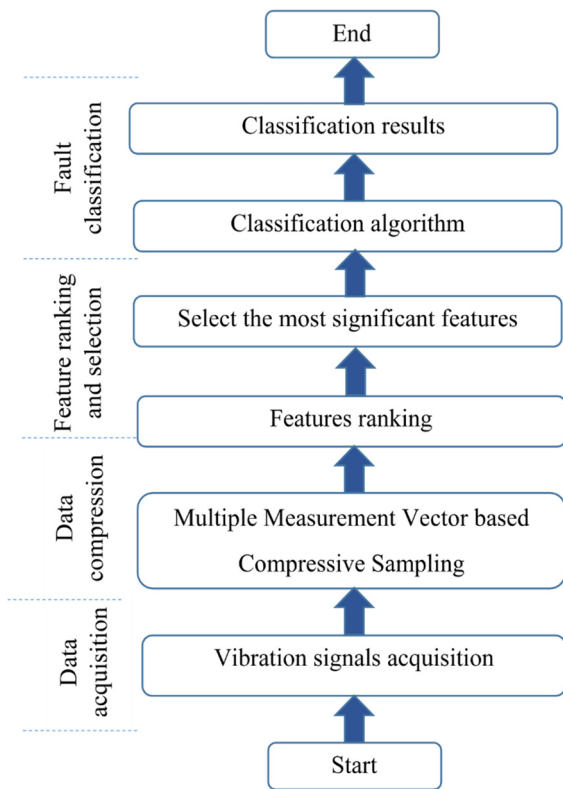 End
Classification results
Fault
classification
Classification algorithm
Select the most significant features
Feature ranking
and selection
Features ranking
Multiple Measurement Vector based
Compressive Sampling
Data
compression
Vibration signals acquisition
Data
acquisition
Start